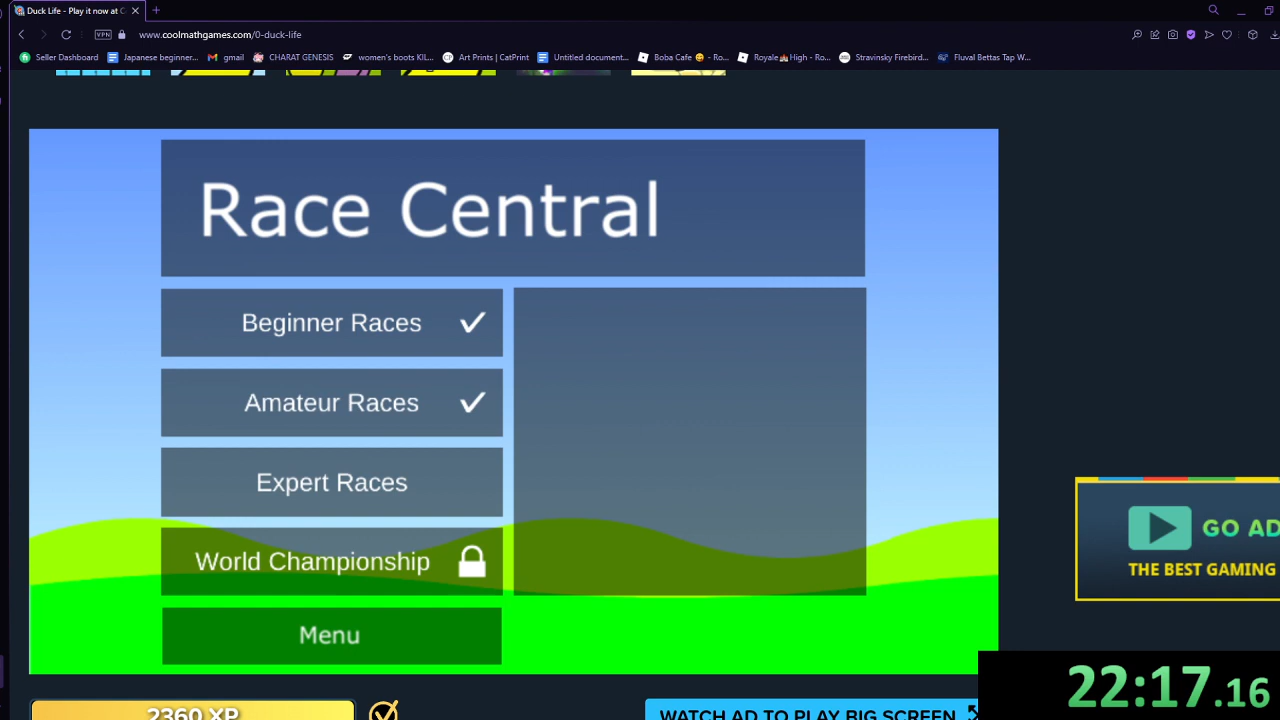 Duck Life - Play it now at C
www.coolmathgames.com/0-duck-life
VPN
Seller Dashboard
Japanese beginner...
gmail
CHARAT GENESIS
women's boots KIL...
Art Prints | CatPrint
Untitled document...
Boba Cafe 😄 - Ro...
Royale🏰High - Ro...
Stravinsky Firebird...
Fluval Bettas Tap W...
Race Central
Beginner Races
Amateur Races
Expert Races
World Championship
Menu
GO AD
THE BEST GAMING
2360 XP
WATCH AD TO PLAY BIG SCREEN
22:17.16